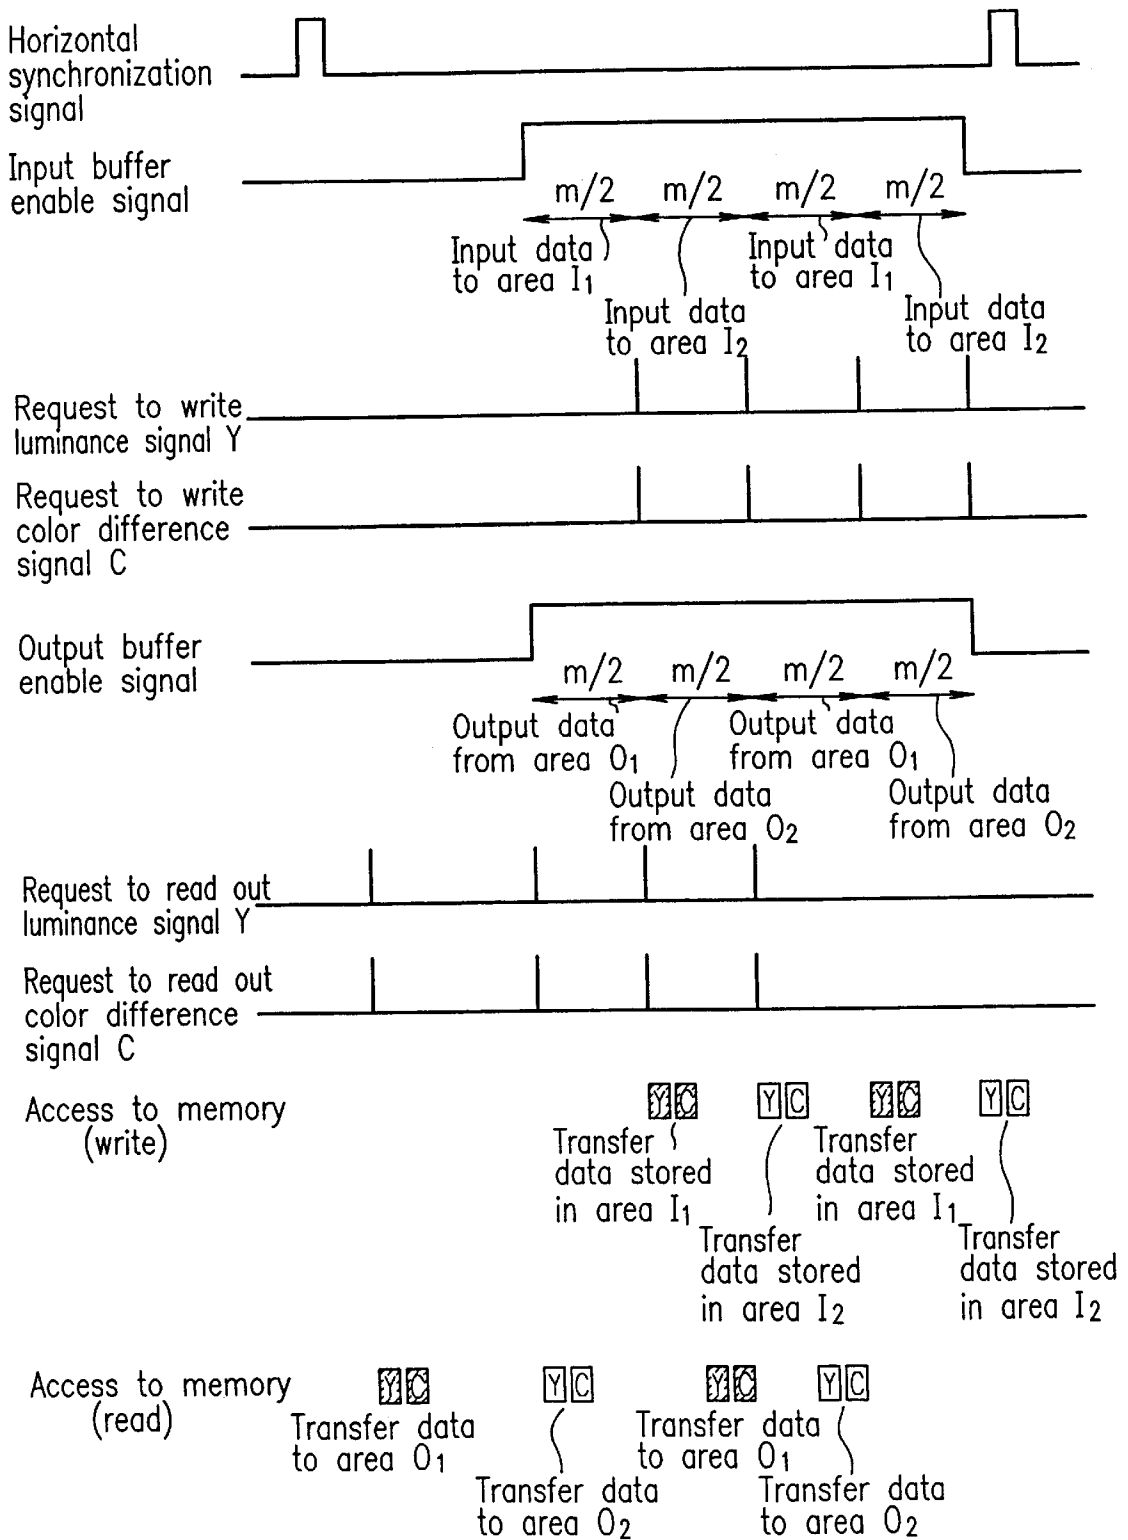 Horizontal
synchronization
signal
Input buffer
enable signal
m/2 m/2 m/2 m/2
Input data
to area I1
Input data
to area I2
Input data
to area I1
Input data
to area I2
Request to write
luminance signal Y
Request to write
color difference
signal C
Output buffer
enable signal
m/2 m/2 m/2 m/2
Output data
from area O1
Output data
from area O2
Output data
from area O1
Output data
from area O2
Request to read out
luminance signal Y
Request to read out
color difference
signal C
Access to memory
(write)
Y C Y C Y C Y C
Transfer
data stored
in area I1
Transfer
data stored
in area I2
Transfer
data stored
in area I1
Transfer
data stored
in area I2
Access to memory
(read)
Y C Y C Y C Y C
Transfer data
to area O1
Transfer data
to area O2
Transfer data
to area O1
Transfer data
to area O2